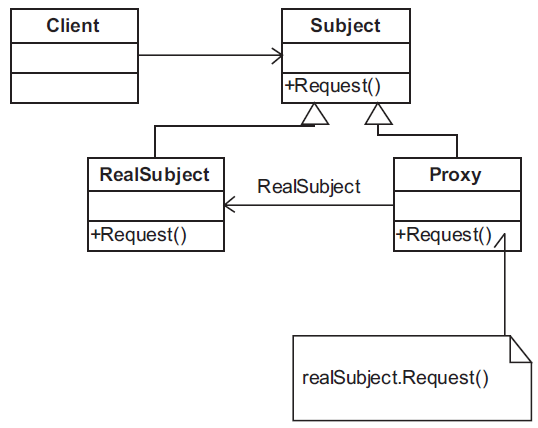 Client
Subject
+Request()
RealSubject
RealSubject
Proxy
+Request()
+Request()
realSubject.Request()